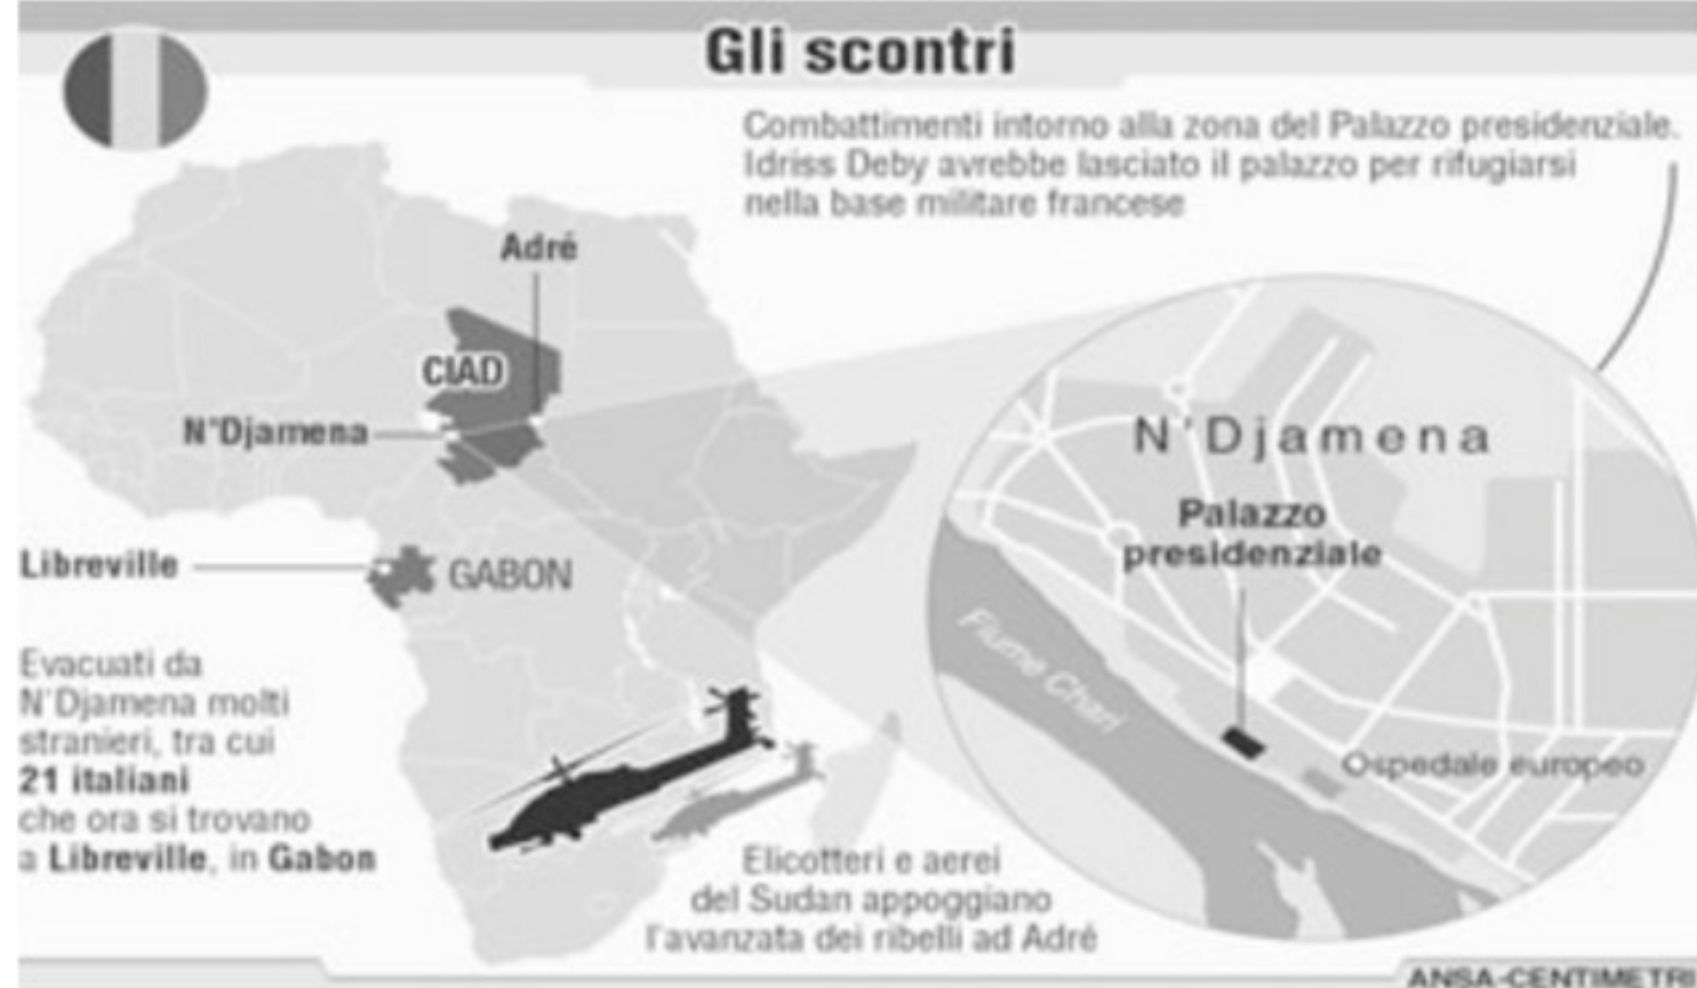 Gli scontri
Combattimenti intorno alla zona del Palazzo presidenziale.
Idriss Deby avrebbe lasciato il palazzo per rifugiarsi
nella base militare francese
Adré
CIAD
N'Djamena
Libreville
GABON
Evacuati da
N'Djamena molti
stranieri, tra cui
21 italiani
che ora si trovano
a Libreville, in Gabon
Elicotteri e aerei
del Sudan appoggiano
l'avanzata dei ribelli ad Adré
N'Djamena
Palazzo
presidenziale
Fiume Chari
Ospedale europeo
ANSA-CENTIMETRI